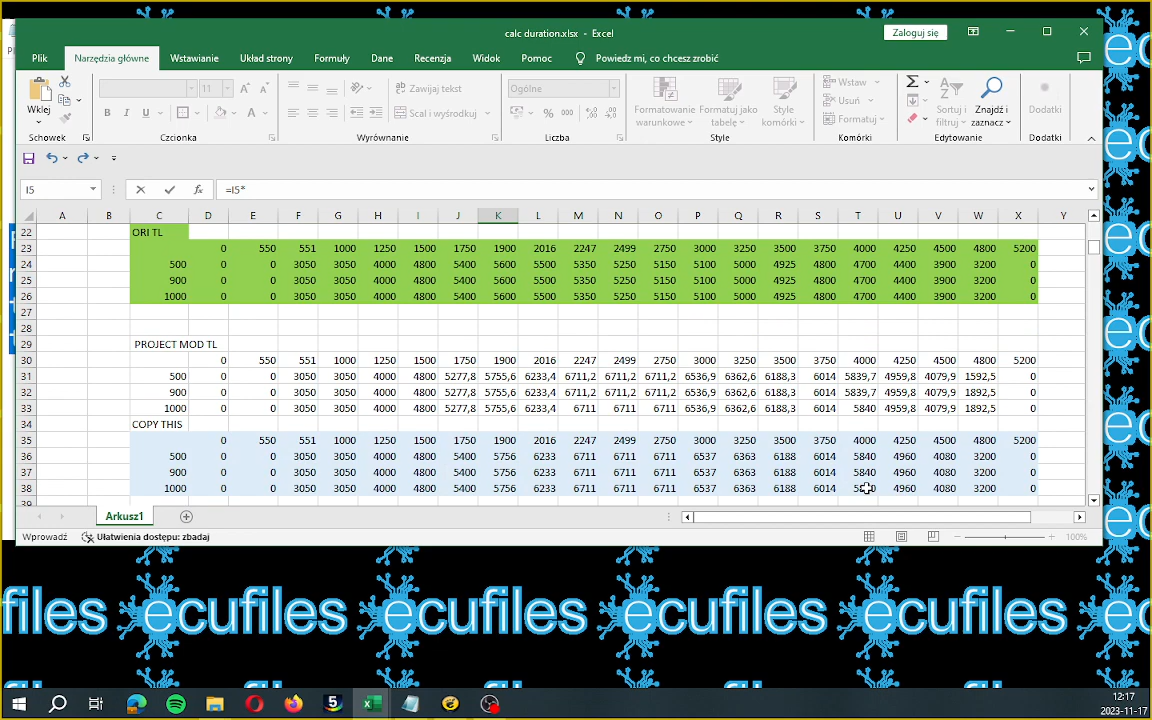 calc duration.xlsx - Excel
Zaloguj się
Plik Narzędzia główne Wstawianie Układ strony Formuły Dane Recenzja Widok Pomoc Powiedz mi, co chcesz zrobić
Wklej
11
Zawijaj tekst
Scal i wyśrodkuj
Ogólne
Formatowanie warunkowe
Formatuj jako tabelę
Style komórki
Wstaw
Usuń
Formatuj
Sortuj i filtruj
Znajdź i zaznacz
Dodatki
Schowek Czcionka Wyrównanie Liczba Style Komórki Edytowanie Dodatki
I5 =I5*
A B C D E F G H I J K L M N O P Q R S T U V W X Y
22 ORI TL
23 0 550 551 1000 1250 1500 1750 1900 2016 2247 2499 2750 3000 3250 3500 3750 4000 4250 4500 4800 5200
24 500 0 0 3050 3050 4000 4800 5400 5600 5500 5350 5250 5150 5100 5000 4925 4800 4700 4400 3900 3200 0
25 900 0 0 3050 3050 4000 4800 5400 5600 5500 5350 5250 5150 5100 5000 4925 4800 4700 4400 3900 3200 0
26 1000 0 0 3050 3050 4000 4800 5400 5600 5500 5350 5250 5150 5100 5000 4925 4800 4700 4400 3900 3200 0
27
28
29 PROJECT MOD TL
30 0 550 551 1000 1250 1500 1750 1900 2016 2247 2499 2750 3000 3250 3500 3750 4000 4250 4500 4800 5200
31 500 0 0 3050 3050 4000 4800 5277,8 5755,6 6233,4 6711,2 6711,2 6711,2 6536,9 6362,6 6188,3 6014 5839,7 4959,8 4079,9 1592,5 0
32 900 0 0 3050 3050 4000 4800 5277,8 5755,6 6233,4 6711,2 6711,2 6711,2 6536,9 6362,6 6188,3 6014 5839,7 4959,8 4079,9 1892,5 0
33 1000 0 0 3050 3050 4000 4800 5277,8 5755,6 6233,4 6711 6711 6711 6536,9 6362,6 6188,3 6014 5840 4959,8 4079,9 1892,5 0
34 COPY THIS
35 0 550 551 1000 1250 1500 1750 1900 2016 2247 2499 2750 3000 3250 3500 3750 4000 4250 4500 4800 5200
36 500 0 0 3050 3050 4000 4800 5400 5756 6233 6711 6711 6711 6537 6363 6188 6014 5840 4960 4080 3200 0
37 900 0 0 3050 3050 4000 4800 5400 5756 6233 6711 6711 6711 6537 6363 6188 6014 5840 4960 4080 3200 0
38 1000 0 0 3050 3050 4000 4800 5400 5756 6233 6711 6711 6711 6537 6363 6188 6014 4960 4080 3200 0
Arkusz1
Wprowadź Ułatwienia dostępu: zbadaj 100%
files ecufiles ecufiles ecufiles ecufiles ec
12:17
2023-11-17